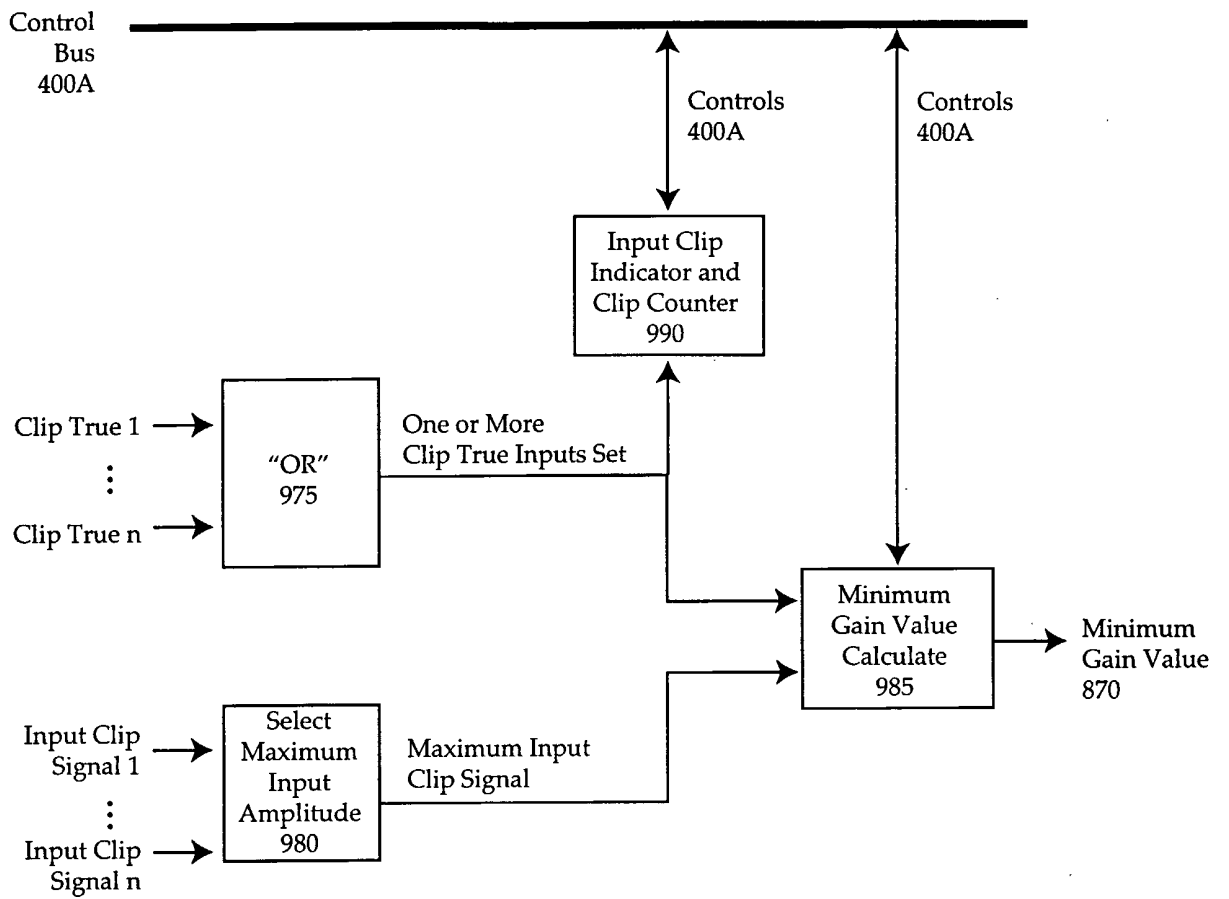 Control
Bus
400A
Controls
400A
Controls
400A
Input Clip
Indicator and
Clip Counter
990
Clip True 1
⋮
Clip True n
"OR"
975
One or More
Clip True Inputs Set
Minimum
Gain Value
Calculate
985
Minimum
Gain Value
870
Input Clip
Signal 1
⋮
Input Clip
Signal n
Select
Maximum
Input
Amplitude
980
Maximum Input
Clip Signal